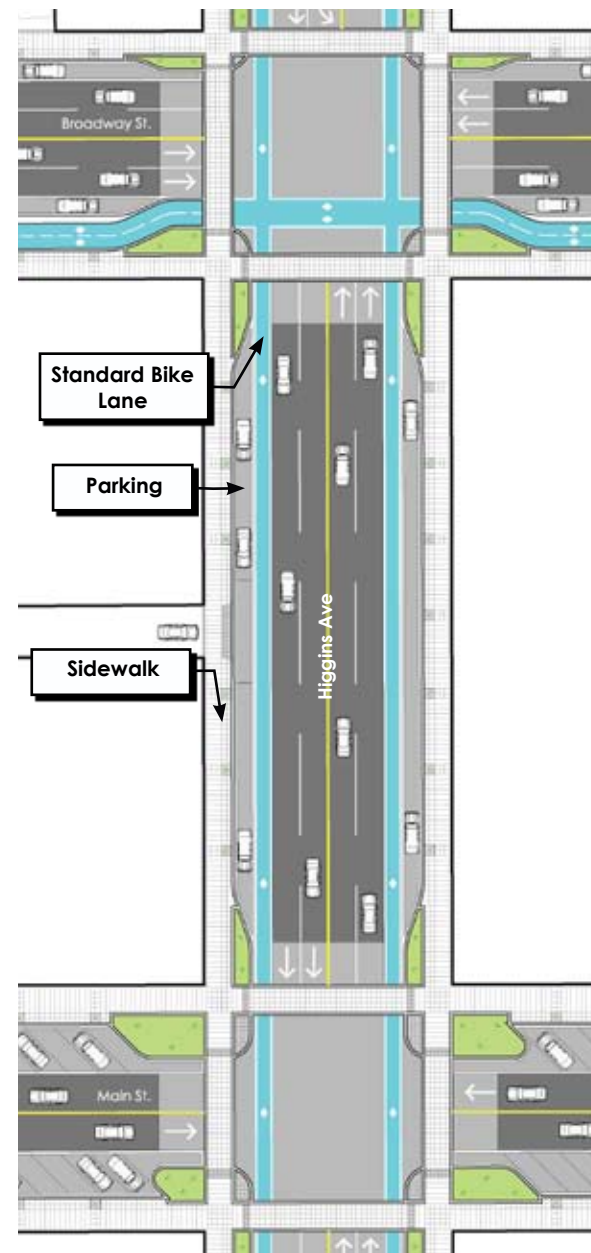 Broadway St.
Standard Bike
Lane
Parking
Higgins Ave
Sidewalk
Main St.